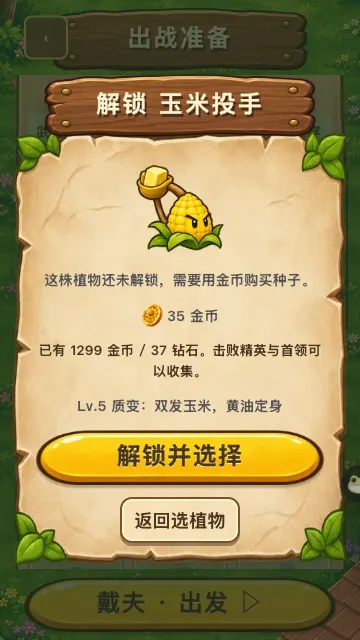 出战准备
解锁 玉米投手
这株植物还未解锁，需要用金币购买种子。
35 金币
已有 1299 金币 / 37 钻石。击败精英与首领可
以收集。
Lv.5 质变：双发玉米，黄油定身
解锁并选择
返回选植物
戴夫 · 出发 ▷